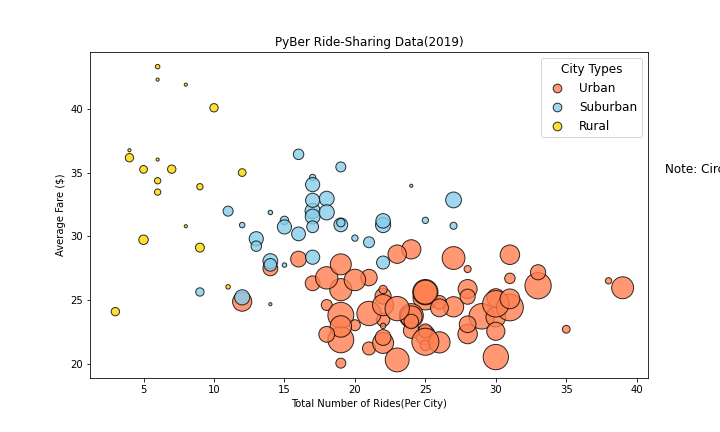 PyBer Ride-Sharing Data(2019)
City Types
Urban
Suburban
Rural
40
35
30
25
20
Average Fare ($)
Note:
5 10 15 20 25 30 35 40
Total Number of Rides(Per City)